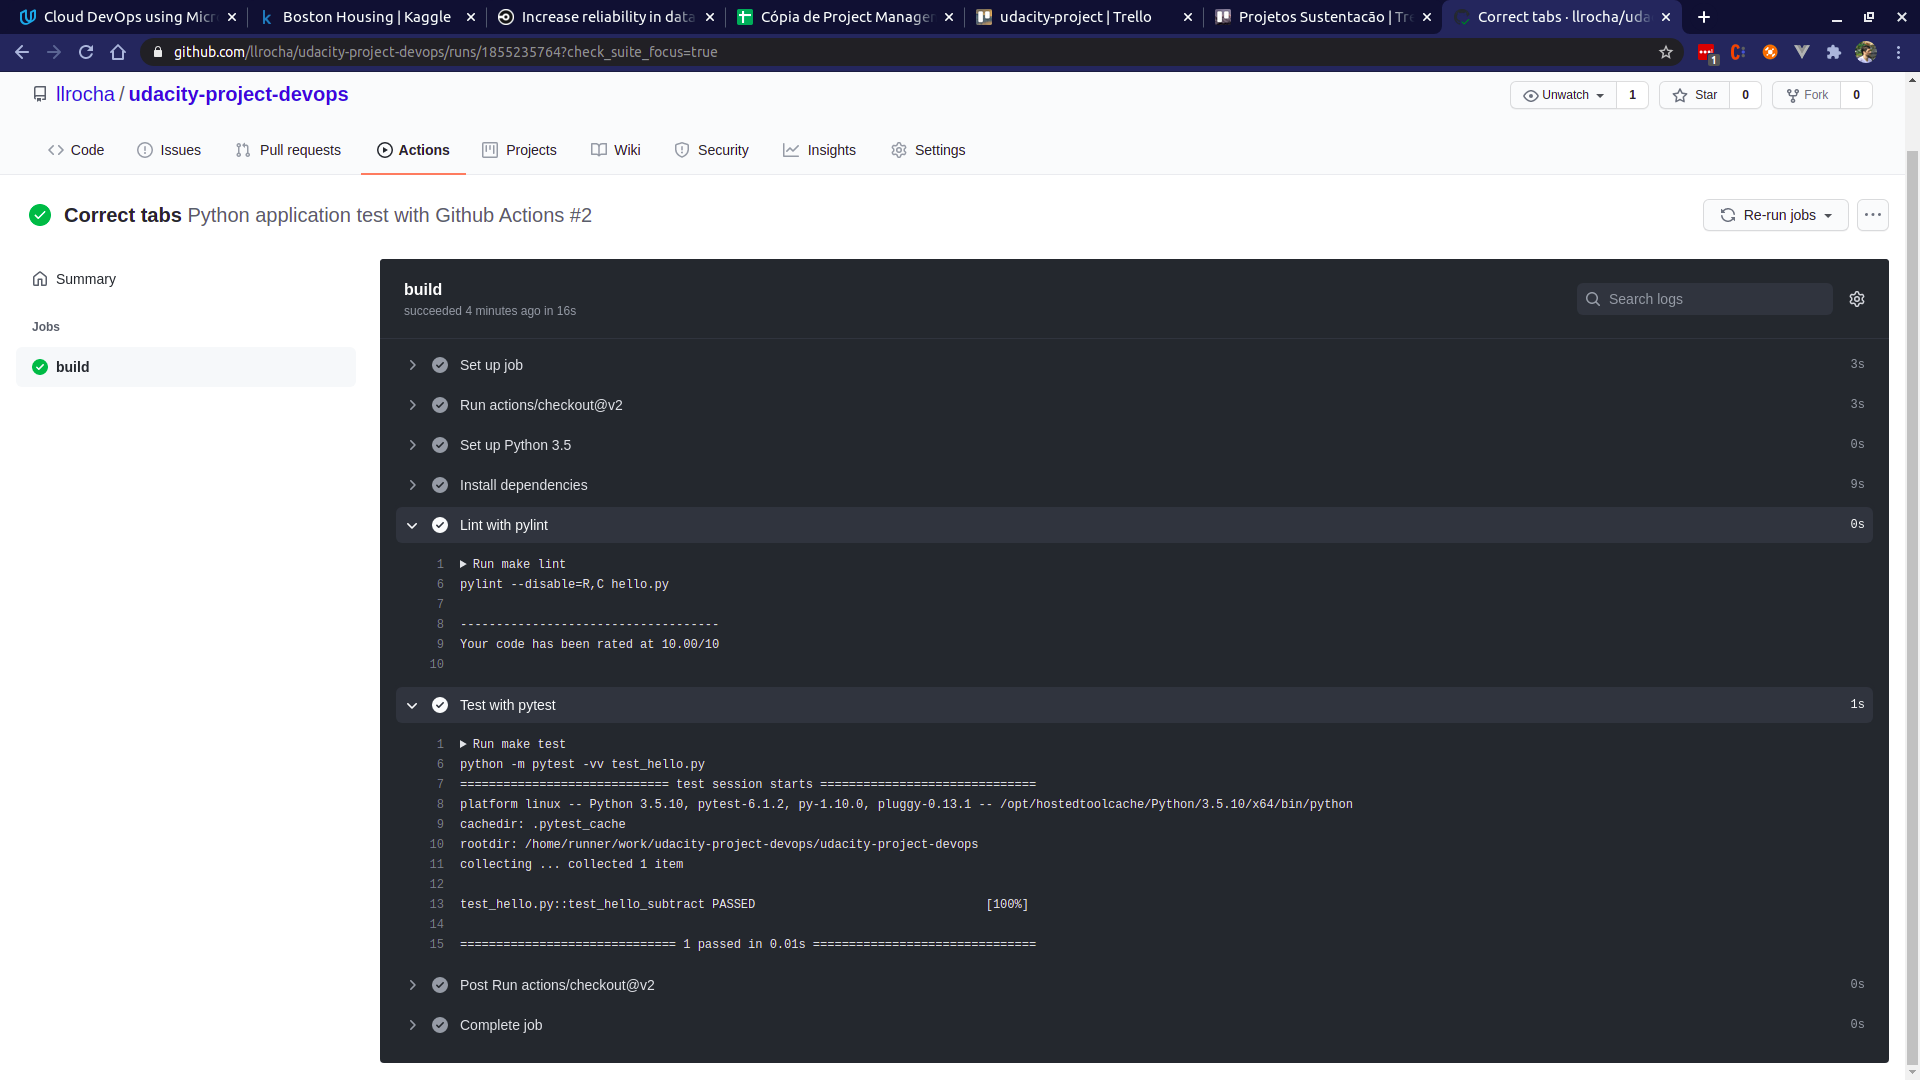 Cloud DevOps using Micr
Boston Housing | Kaggle
Increase reliability in data
Cópia de Project Manager
udacity-project | Trello
Projetos Sustentacão | Tre
Correct tabs · llrocha/uda
github.com/llrocha/udacity-project-devops/runs/1855235764?check_suite_focus=true
1
llrocha / udacity-project-devops
Unwatch 1
Star 0
Fork 0
Code
Issues
Pull requests
Actions
Projects
Wiki
Security
Insights
Settings
Correct tabs Python application test with Github Actions #2
Re-run jobs
Summary
Jobs
build
build
succeeded 4 minutes ago in 16s
Search logs
Set up job 3s
Run actions/checkout@v2 3s
Set up Python 3.5 0s
Install dependencies 9s
Lint with pylint 0s
1 Run make lint
6 pylint --disable=R,C hello.py
7
8 ------------------------------------
9 Your code has been rated at 10.00/10
10
Test with pytest 1s
1 Run make test
6 python -m pytest -vv test_hello.py
7 ============================= test session starts ==============================
8 platform linux -- Python 3.5.10, pytest-6.1.2, py-1.10.0, pluggy-0.13.1 -- /opt/hostedtoolcache/Python/3.5.10/x64/bin/python
9 cachedir: .pytest_cache
10 rootdir: /home/runner/work/udacity-project-devops/udacity-project-devops
11 collecting ... collected 1 item
12
13 test_hello.py::test_hello_subtract PASSED [100%]
14
15 ============================== 1 passed in 0.01s ===============================
Post Run actions/checkout@v2 0s
Complete job 0s